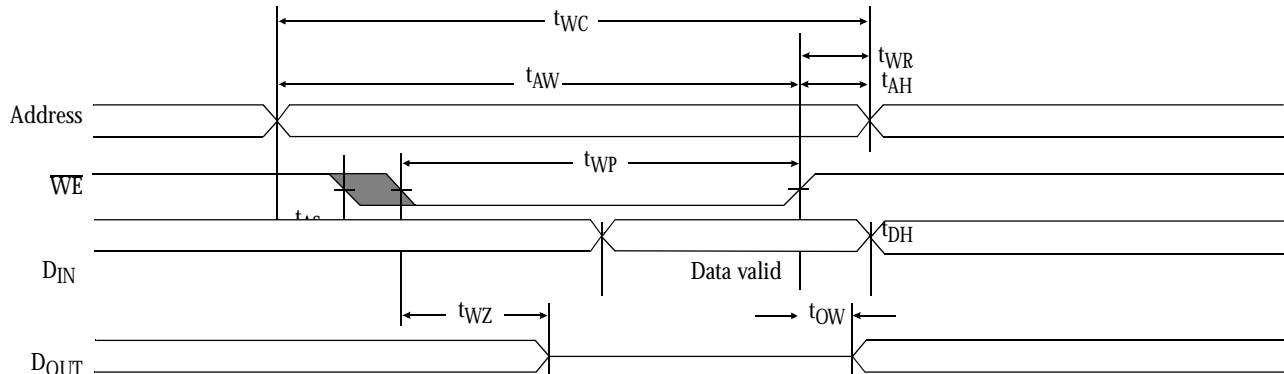 tWC
tWR
tAW
tAH
Address
tWP
WE
tDH
DIN
Data valid
tWZ
tOW
DOUT